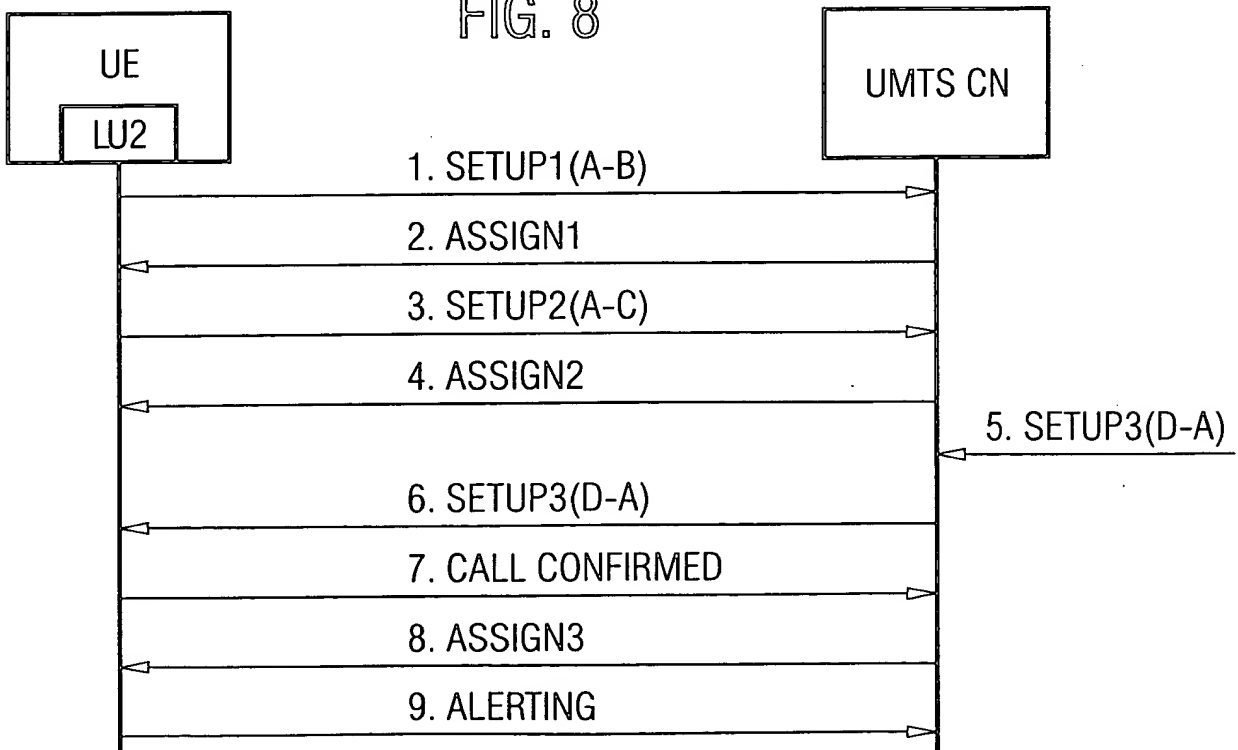 FIG. 8
UE
LU2
UMTS CN
1. SETUP1(A-B)
2. ASSIGN1
3. SETUP2(A-C)
4. ASSIGN2
5. SETUP3(D-A)
6. SETUP3(D-A)
7. CALL CONFIRMED
8. ASSIGN3
9. ALERTING